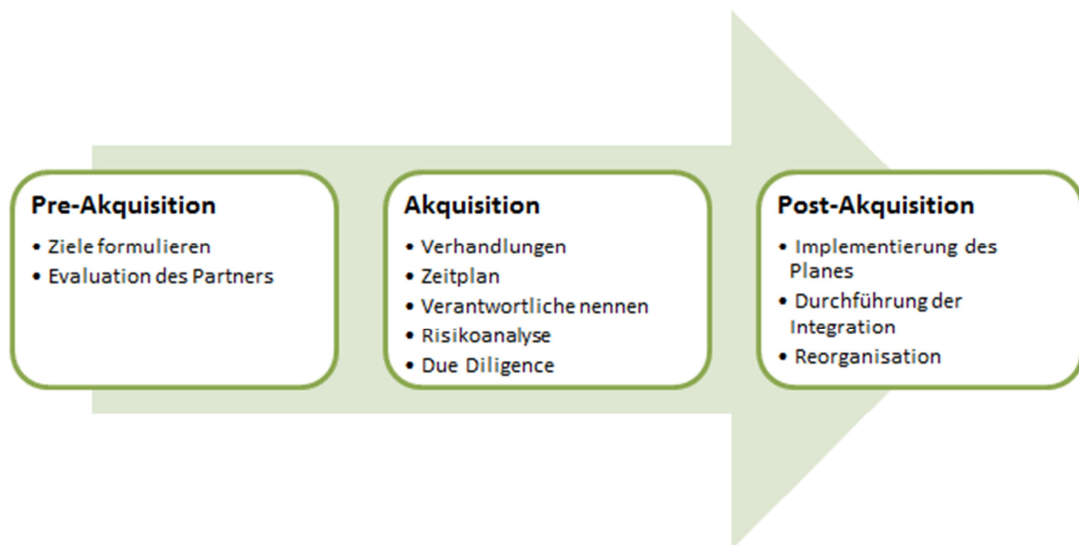 Pre-Akquisition
• Ziele formulieren
• Evaluation des Partners
Akquisition
• Verhandlungen
• Zeitplan
• Verantwortliche nennen
• Risikoanalyse
• Due Diligence
Post-Akquisition
• Implementierung des
Planes
• Durchführung der
Integration
• Reorganisation